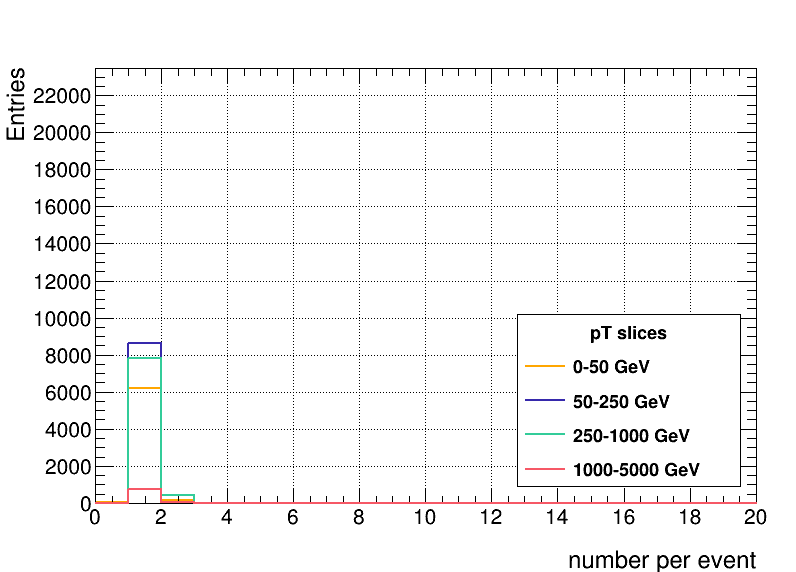 Entries
22000
20000
18000
16000
14000
12000
10000
8000
6000
4000
2000
0
pT slices
0-50 GeV
50-250 GeV
250-1000 GeV
1000-5000 GeV
0 2 4 6 8 10 12 14 16 18 20
number per event